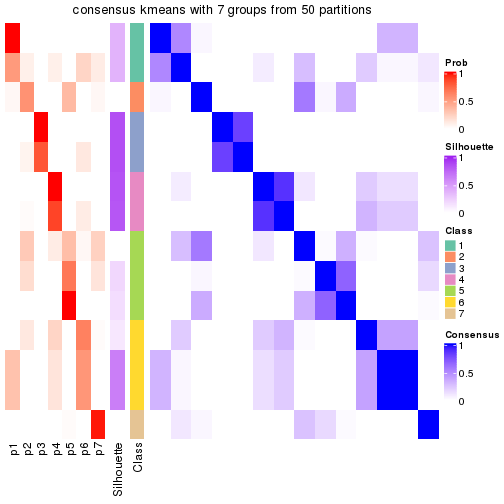 consensus kmeans with 7 groups from 50 partitions
Prob
1
0.5
0
Silhouette
1
0.5
0
Class
1
2
3
4
5
6
7
Consensus
1
0.5
0
p1
p2
p3
p4
p5
p6
p7
Silhouette
Class